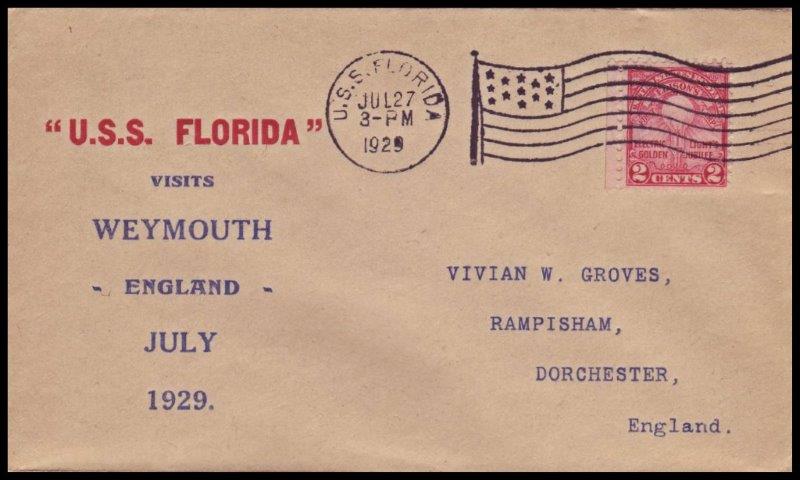 "U.S.S. FLORIDA"
VISITS
WEYMOUTH
- ENGLAND -
JULY
1929.
U.S.S. FLORIDA
JUL 27
3-PM
1929
ELECTRIC LIGHT'S
GOLDEN JUBILEE
2 CENTS 2
VIVIAN W. GROVES,
RAMPISHAM,
DORCHESTER,
England.